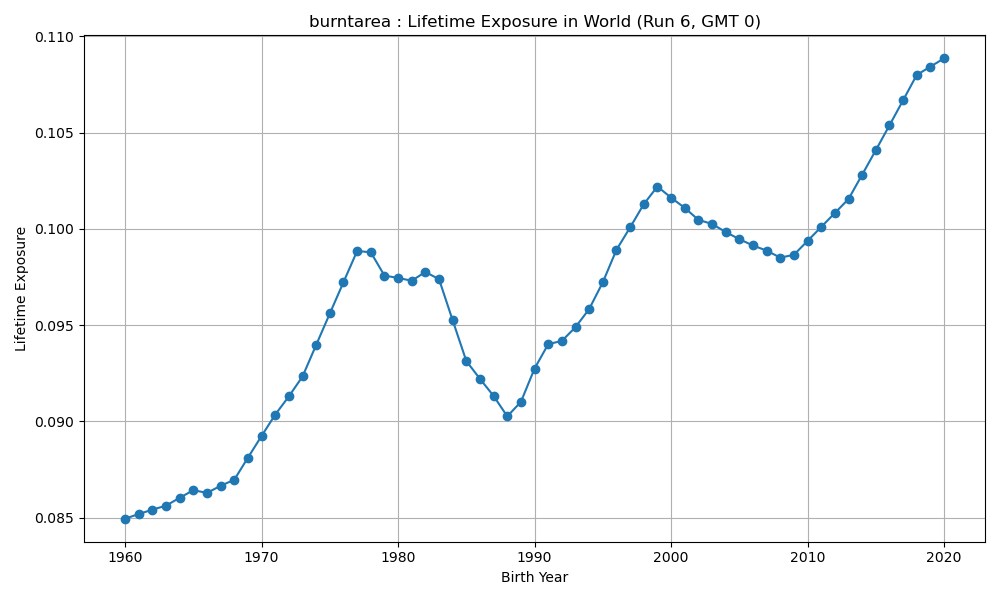 burntarea : Lifetime Exposure in World (Run 6, GMT 0)
Lifetime Exposure
0.110
0.105
0.100
0.095
0.090
0.085
1960 1970 1980 1990 2000 2010 2020
Birth Year